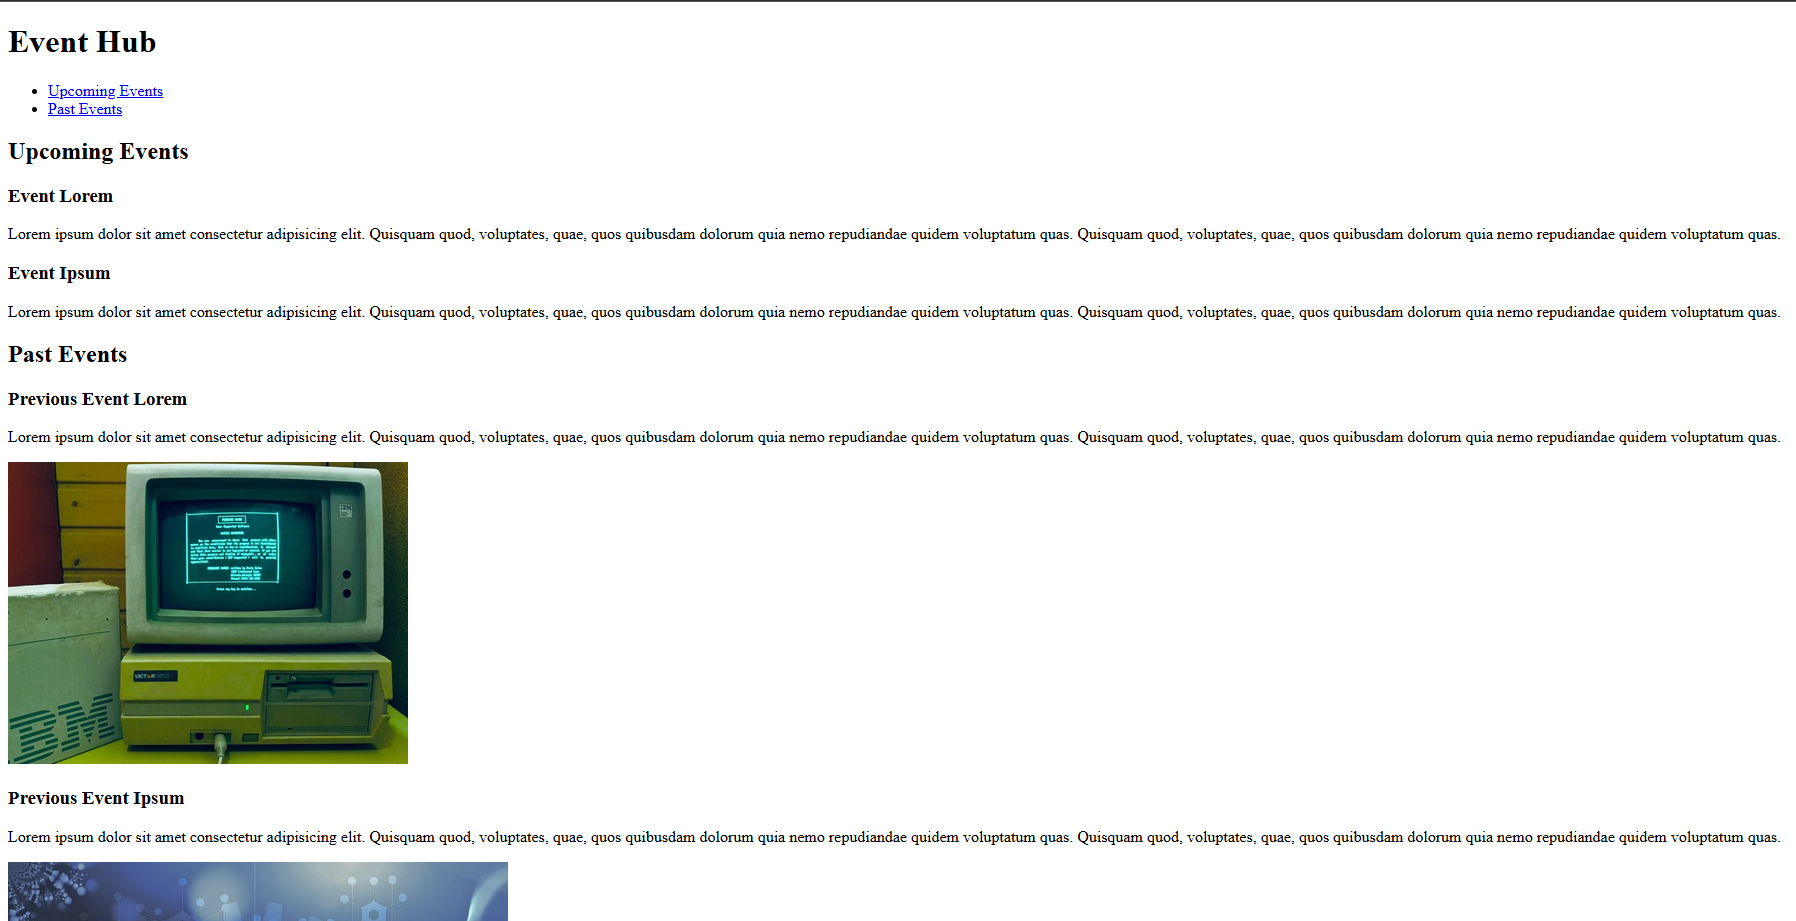 Event Hub
Upcoming Events
Past Events
Upcoming Events
Event Lorem
Lorem ipsum dolor sit amet consectetur adipisicing elit. Quisquam quod, voluptates, quae, quos quibusdam dolorum quia nemo repudiandae quidem voluptatum quas. Quisquam quod, voluptates, quae, quos quibusdam dolorum quia nemo repudiandae quidem voluptatum quas.
Event Ipsum
Lorem ipsum dolor sit amet consectetur adipisicing elit. Quisquam quod, voluptates, quae, quos quibusdam dolorum quia nemo repudiandae quidem voluptatum quas. Quisquam quod, voluptates, quae, quos quibusdam dolorum quia nemo repudiandae quidem voluptatum quas.
Past Events
Previous Event Lorem
Lorem ipsum dolor sit amet consectetur adipisicing elit. Quisquam quod, voluptates, quae, quos quibusdam dolorum quia nemo repudiandae quidem voluptatum quas. Quisquam quod, voluptates, quae, quos quibusdam dolorum quia nemo repudiandae quidem voluptatum quas.
IBM
VICTOR
IBM
Previous Event Ipsum
Lorem ipsum dolor sit amet consectetur adipisicing elit. Quisquam quod, voluptates, quae, quos quibusdam dolorum quia nemo repudiandae quidem voluptatum quas. Quisquam quod, voluptates, quae, quos quibusdam dolorum quia nemo repudiandae quidem voluptatum quas.